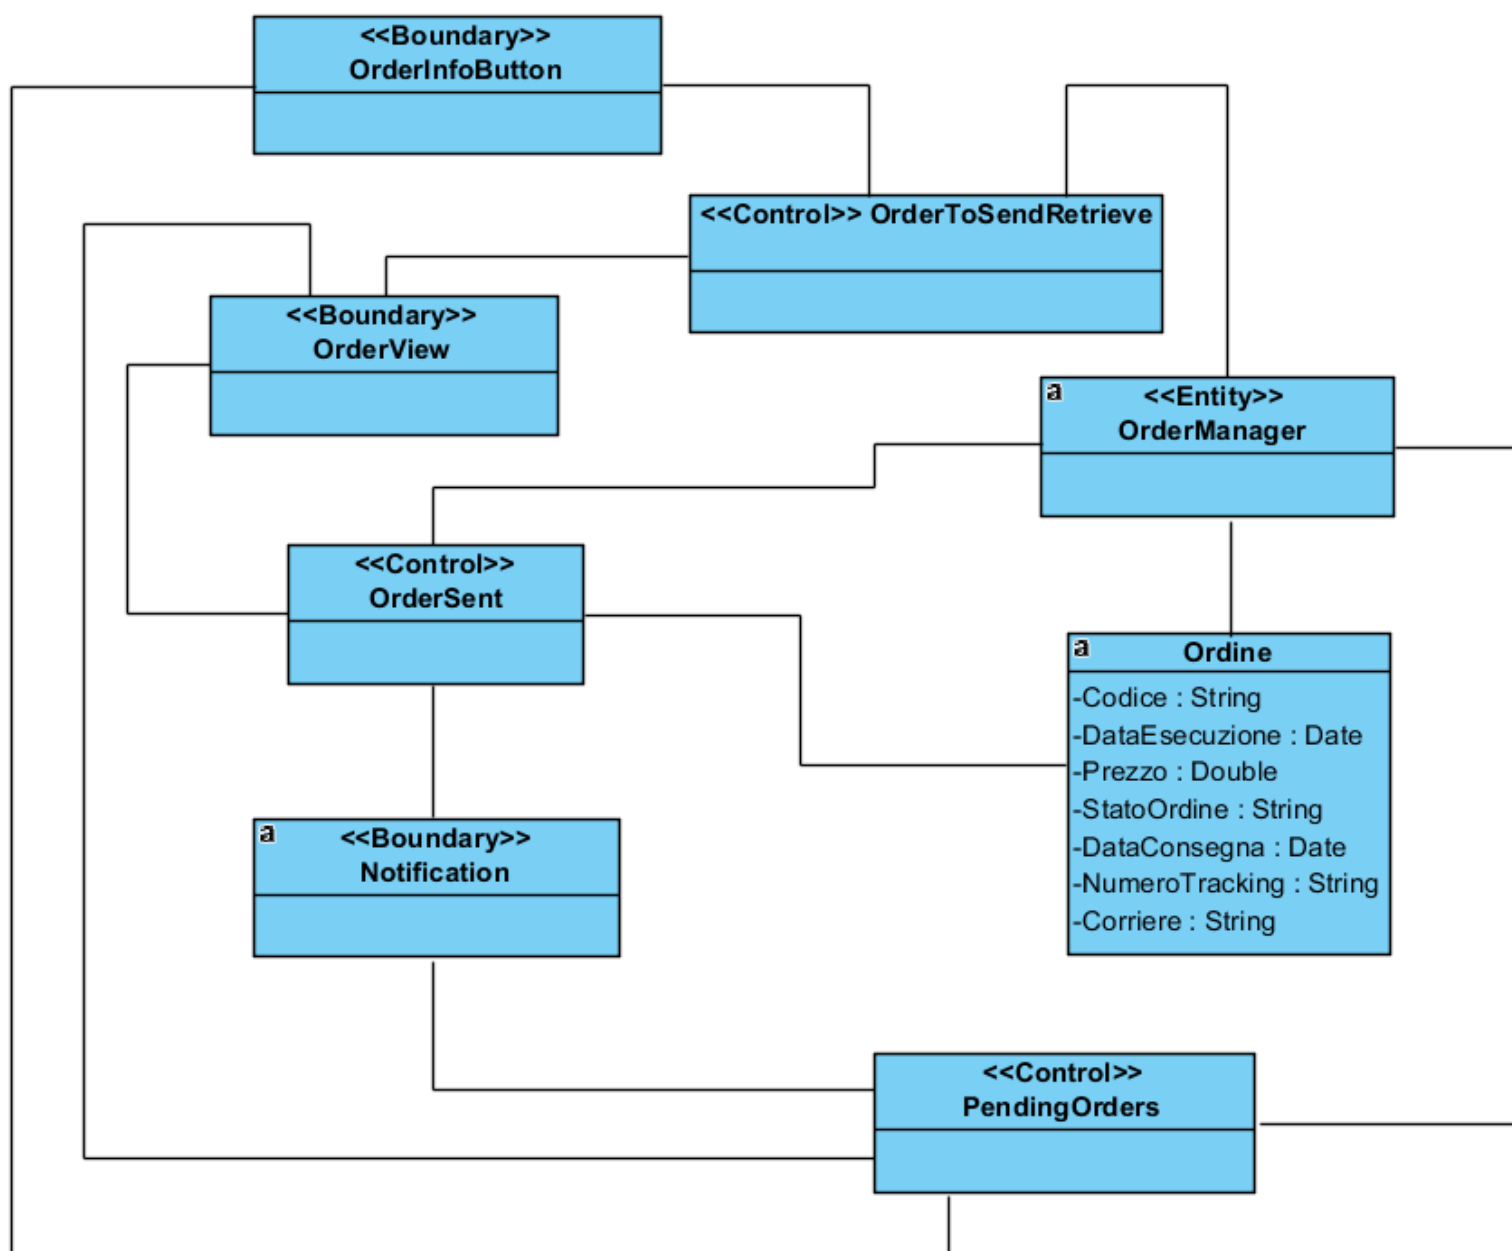 <<Boundary>>
OrderInfoButton
<<Control>> OrderToSendRetrieve
<<Boundary>>
OrderView
a
<<Entity>>
OrderManager
<<Control>>
OrderSent
a
Ordine
-Codice : String
-DataEsecuzione : Date
-Prezzo : Double
-StatoOrdine : String
-DataConsegna : Date
-NumeroTracking : String
-Corriere : String
a
<<Boundary>>
Notification
<<Control>>
PendingOrders